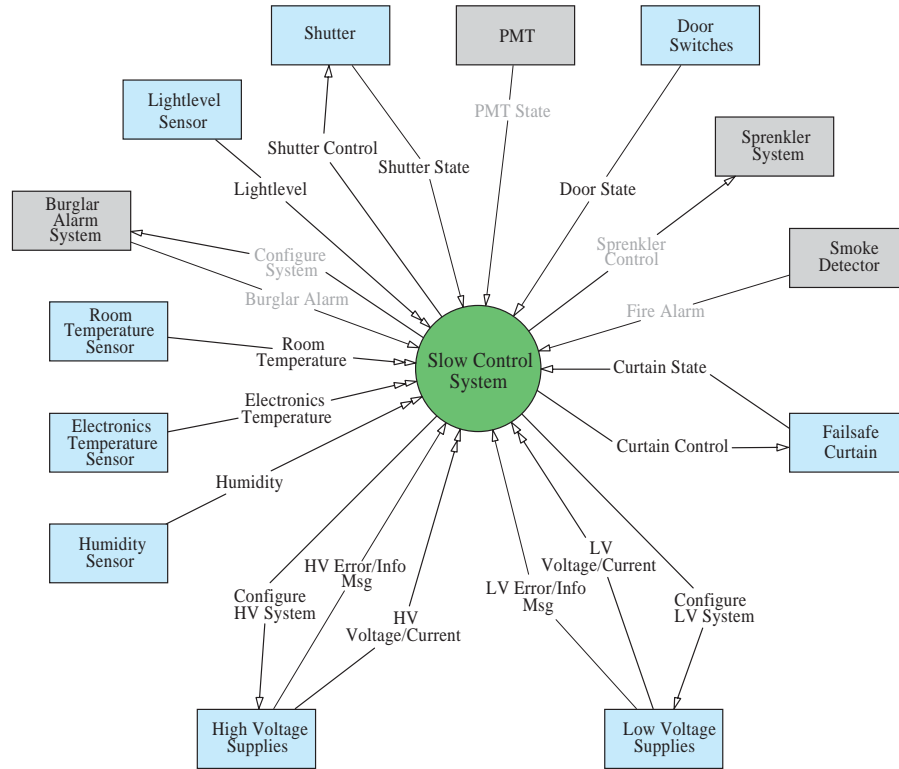 Shutter
PMT
Door
Switches
Lightlevel
Sensor
PMT State
Sprenkler
System
Shutter Control
Shutter State
Lightlevel
Door State
Burglar
Alarm
System
Configure
System
Sprenkler
Control
Smoke
Detector
Burglar Alarm
Fire Alarm
Room
Temperature
Sensor
Room
Temperature
Slow Control
System
Curtain State
Electronics
Temperature
Sensor
Electronics
Temperature
Curtain Control
Failsafe
Curtain
Humidity
Humidity
Sensor
HV Error/Info
Msg
LV
Voltage/Current
Configure
HV System
LV Error/Info
Msg
Configure
LV System
HV
Voltage/Current
High Voltage
Supplies
Low Voltage
Supplies